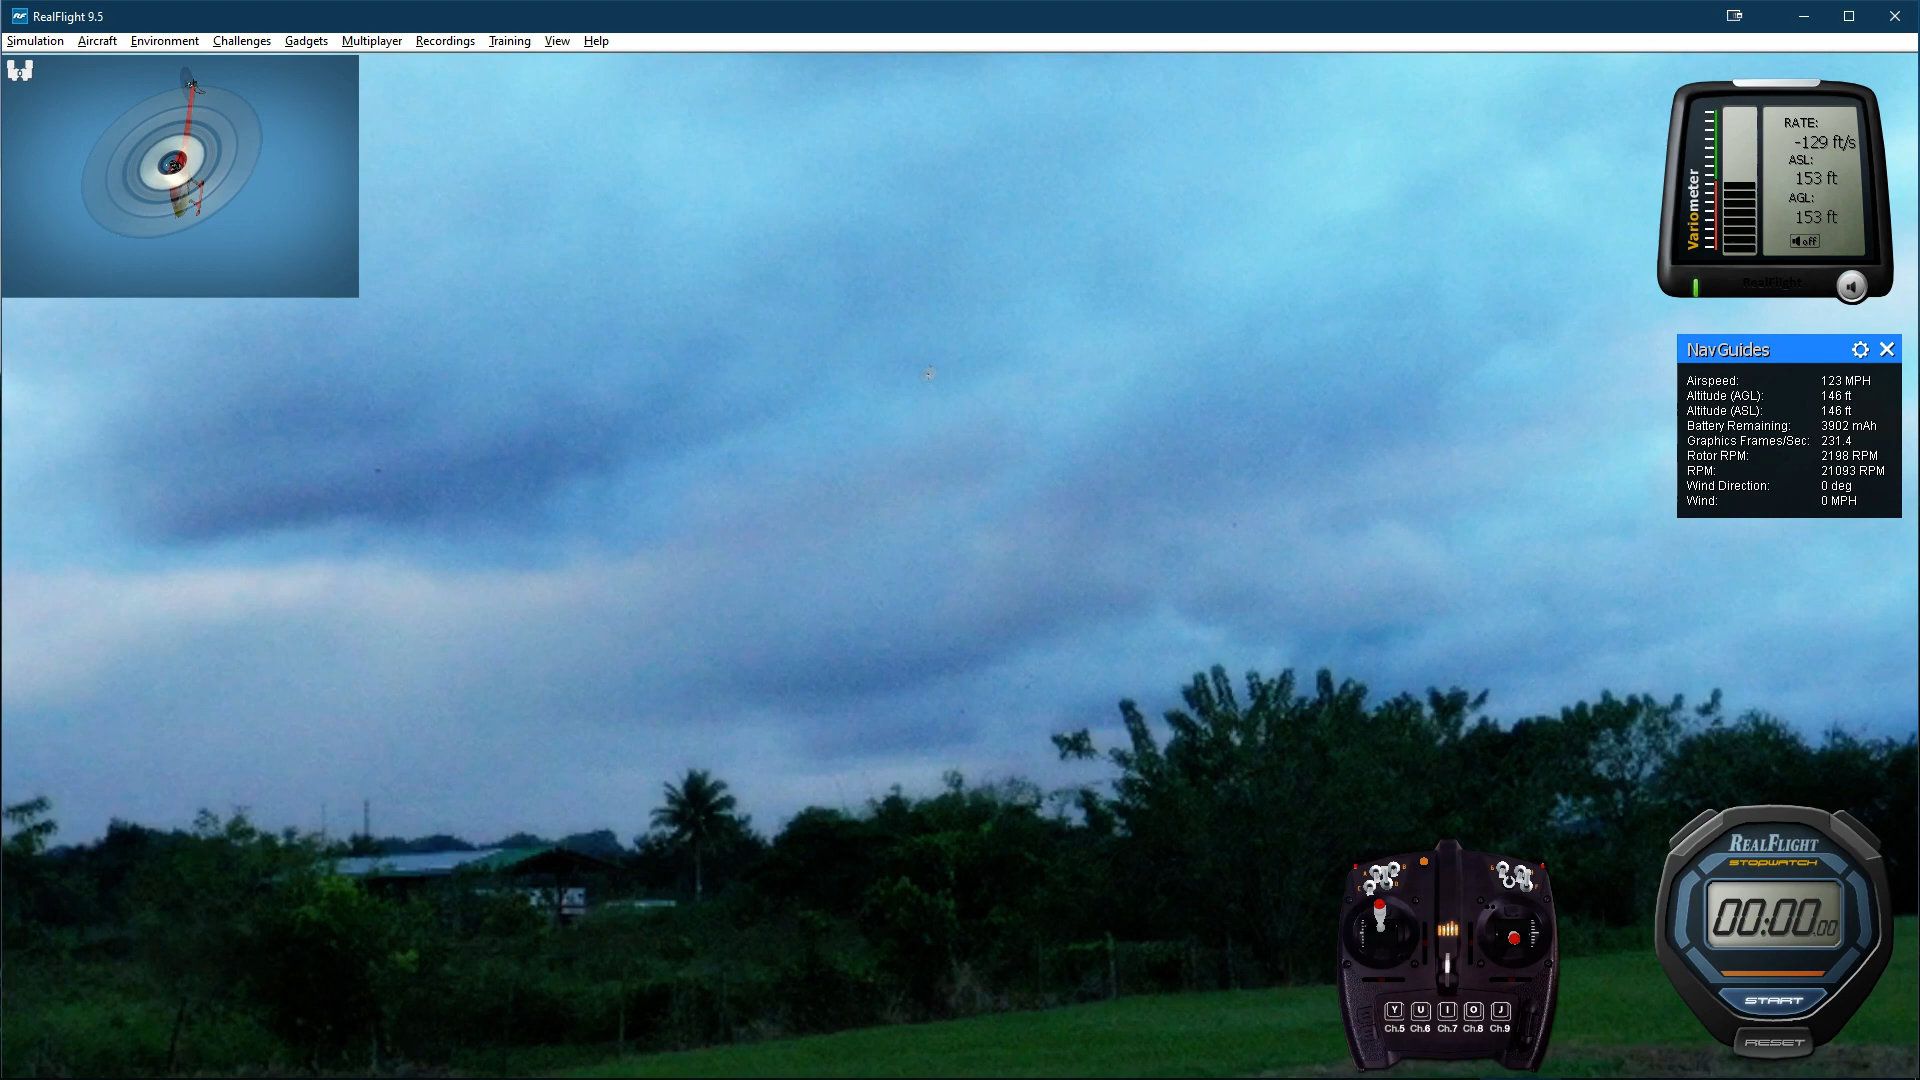 RealFlight 9.5
Simulation Aircraft Environment Challenges Gadgets Multiplayer Recordings Training View Help
Variometer
RATE:
-129 ft/s
ASL:
153 ft
AGL:
153 ft
off
RealFlight
NavGuides
Airspeed: 123 MPH
Altitude (AGL): 146 ft
Altitude (ASL): 146 ft
Battery Remaining: 3902 mAh
Graphics Frames/Sec: 231.4
Rotor RPM: 2198 RPM
RPM: 21093 RPM
Wind Direction: 0 deg
Wind: 0 MPH
Y U I O J
Ch.5 Ch.6 Ch.7 Ch.8 Ch.9
REALFLIGHT
STOPWATCH
00:00.00
START
RESET